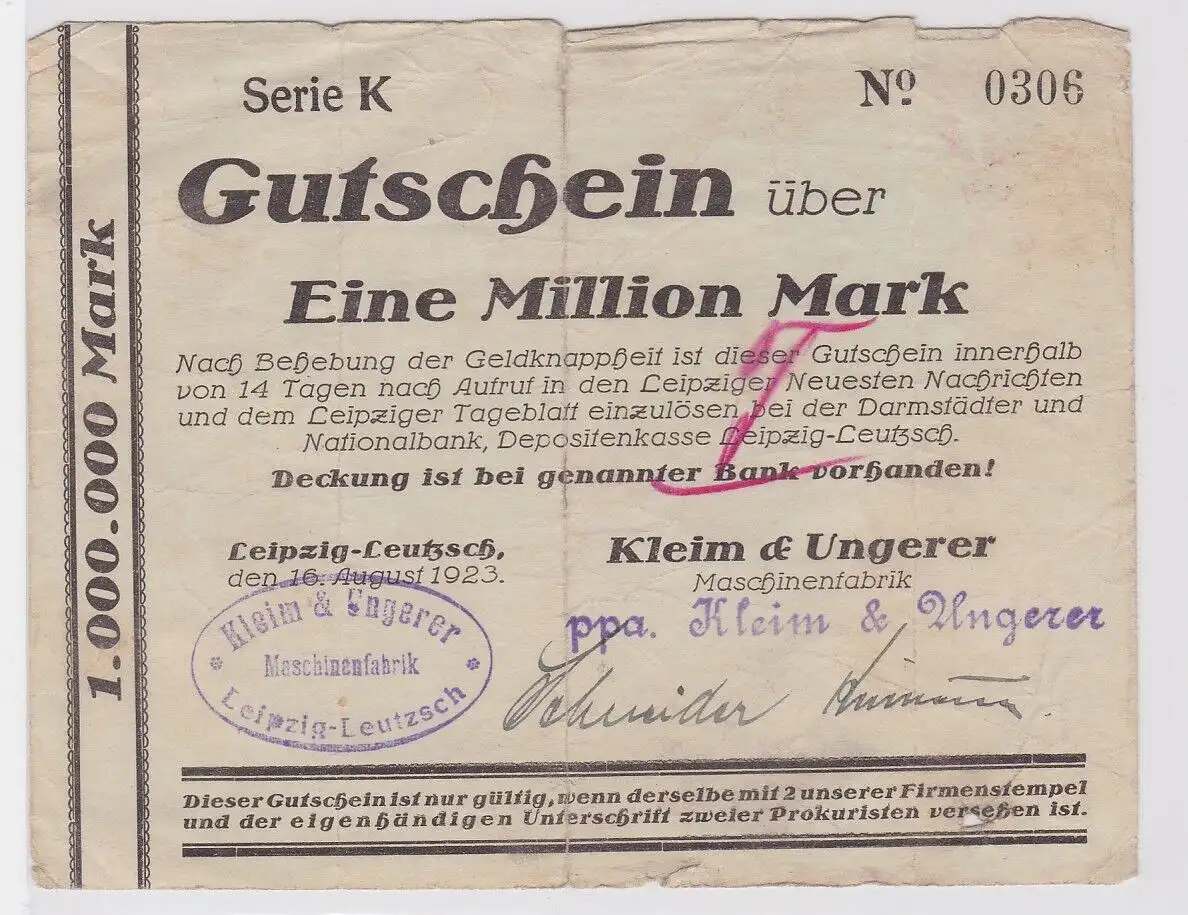 1.000.000 Mark
Serie K
No. 0306
Gutschein über
Eine Million Mark
Nach Behebung der Geldknappheit ist dieser Gutschein innerhalb
von 14 Tagen nach Aufruf in den Leipziger Neuesten Nachrichten
und dem Leipziger Tageblatt einzulösen bei der Darmstädter und
Nationalbank, Depositenkasse Leipzig-Leutzsch.
Deckung ist bei genannter Bank vorhanden!
Leipzig-Leutzsch,
den 16. August 1923.
Kleim & Ungerer
Maschinenfabrik
Leipzig-Leutzsch
Kleim & Ungerer
Maschinenfabrik
ppa. Kleim & Ungerer
Schneider
Dieser Gutschein ist nur gültig, wenn derselbe mit 2 unserer Firmenstempel
und der eigenhändigen Unterschrift zweier Prokuristen versehen ist.